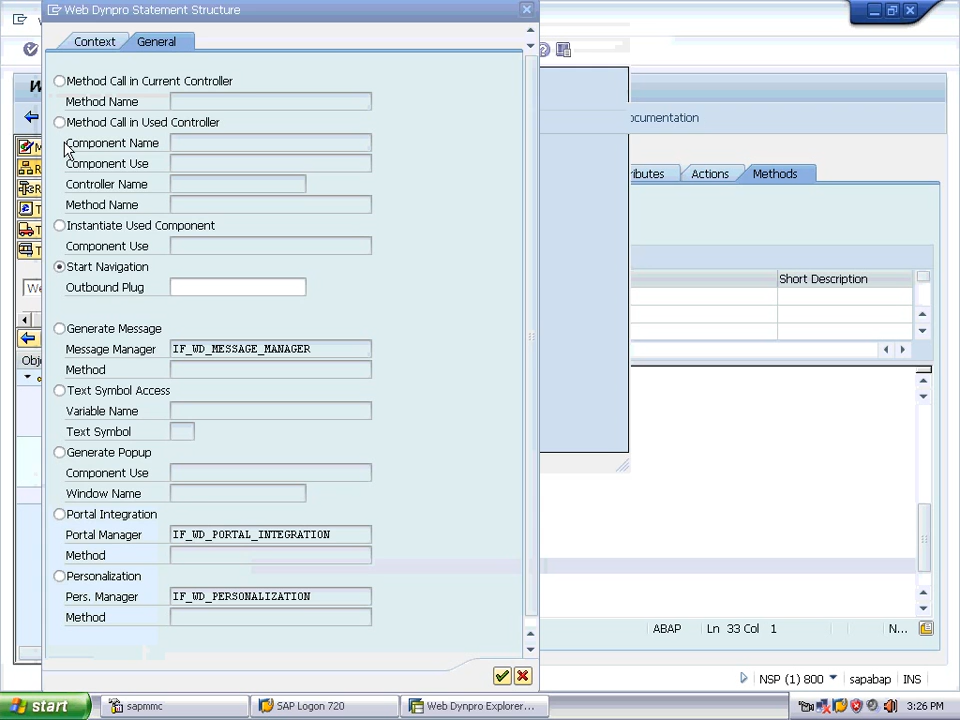 Web Dynpro Statement Structure
Context
General
Method Call in Current Controller
Method Name
Method Call in Used Controller
Component Name
Component Use
Controller Name
Method Name
Instantiate Used Component
Component Use
Start Navigation
Outbound Plug
Generate Message
Message Manager IF_WD_MESSAGE_MANAGER
Method
Text Symbol Access
Variable Name
Text Symbol
Generate Popup
Component Use
Window Name
Portal Integration
Portal Manager IF_WD_PORTAL_INTEGRATION
Method
Personalization
Pers. Manager IF_WD_PERSONALIZATION
Method
W
M
R
R
T
T
T
We
Obj
ocumentation
ributes
Actions
Methods
Short Description
ABAP Ln 33 Col 1 N...
NSP (1) 800 sapabap INS
start
sapmmc
SAP Logon 720
Web Dynpro Explorer...
3:26 PM